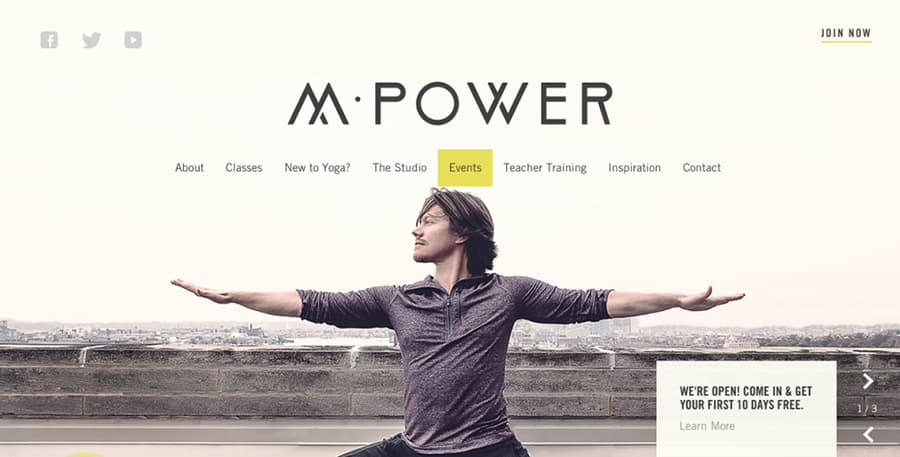 JOIN NOW
M·POWER
About Classes New to Yoga? The Studio Events Teacher Training Inspiration Contact
WE'RE OPEN! COME IN & GET
YOUR FIRST 10 DAYS FREE.
Learn More
1 / 3